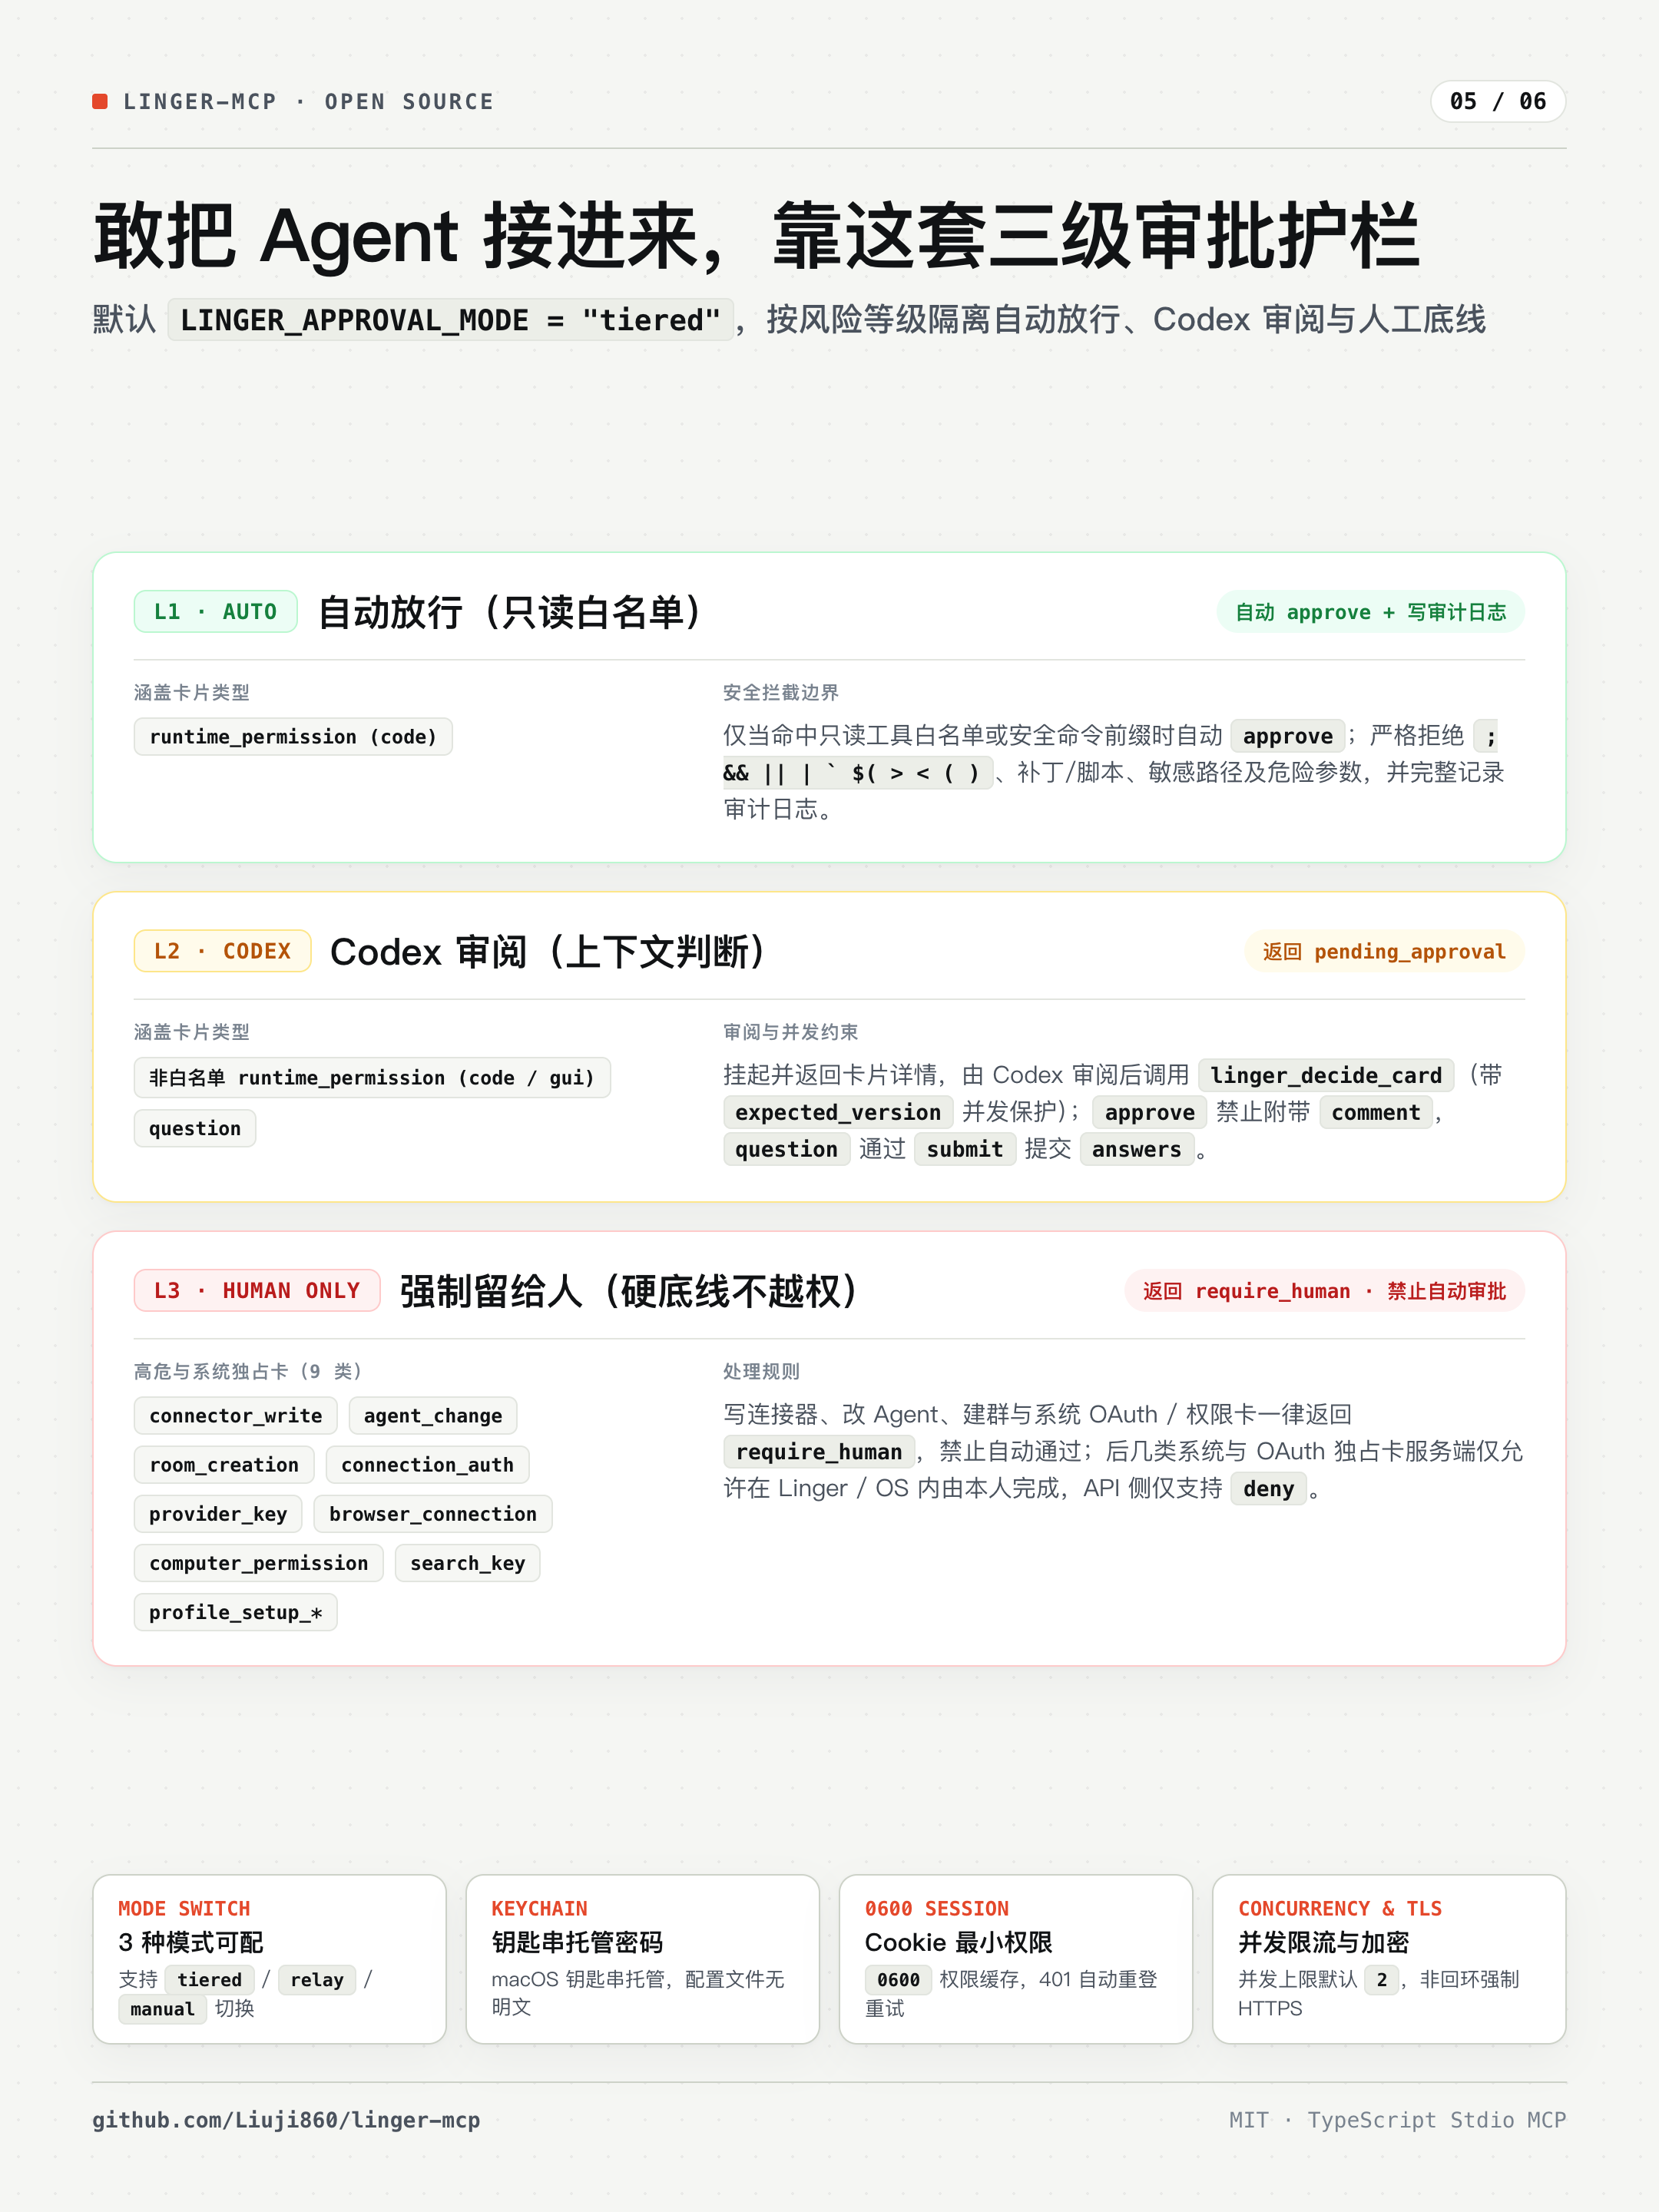 LINGER-MCP · OPEN SOURCE
05 / 06
敢把 Agent 接进来，靠这套三级审批护栏
默认 LINGER_APPROVAL_MODE = "tiered"，按风险等级隔离自动放行、Codex 审阅与人工底线
L1 · AUTO 自动放行（只读白名单）
自动 approve + 写审计日志
涵盖卡片类型
runtime_permission (code)
安全拦截边界
仅当命中只读工具白名单或安全命令前缀时自动 approve；严格拒绝 ;
&& || | ` $( > < ( ) 、补丁/脚本、敏感路径及危险参数，并完整记录
审计日志。
L2 · CODEX Codex 审阅（上下文判断）
返回 pending_approval
涵盖卡片类型
非白名单 runtime_permission (code / gui)
question
审阅与并发约束
挂起并返回卡片详情，由 Codex 审阅后调用 linger_decide_card（带
expected_version 并发保护）；approve 禁止附带 comment，
question 通过 submit 提交 answers。
L3 · HUMAN ONLY 强制留给人（硬底线不越权）
返回 require_human · 禁止自动审批
高危与系统独占卡（9 类）
connector_write agent_change
room_creation connection_auth
provider_key browser_connection
computer_permission search_key
profile_setup_*
处理规则
写连接器、改 Agent、建群与系统 OAuth / 权限卡一律返回
require_human，禁止自动通过；后几类系统与 OAuth 独占卡服务端仅允
许在 Linger / OS 内由本人完成，API 侧仅支持 deny。
MODE SWITCH
3 种模式可配
支持 tiered / relay /
manual 切换
KEYCHAIN
钥匙串托管密码
macOS 钥匙串托管，配置文件无
明文
0600 SESSION
Cookie 最小权限
0600 权限缓存，401 自动重登
重试
CONCURRENCY & TLS
并发限流与加密
并发上限默认 2，非回环强制
HTTPS
github.com/Liuji860/linger-mcp
MIT · TypeScript Stdio MCP